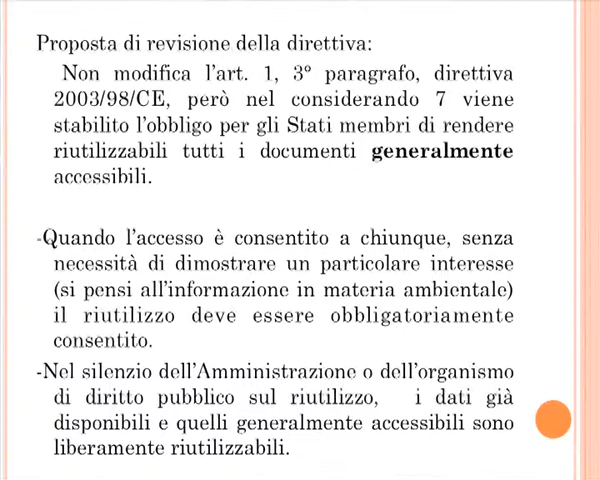 Proposta di revisione della direttiva:
Non modifica l'art. 1, 3° paragrafo, direttiva
2003/98/CE, però nel considerando 7 viene
stabilito l'obbligo per gli Stati membri di rendere
riutilizzabili tutti i documenti generalmente
accessibili.
-Quando l'accesso è consentito a chiunque, senza
necessità di dimostrare un particolare interesse
(si pensi all'informazione in materia ambientale)
il riutilizzo deve essere obbligatoriamente
consentito.
-Nel silenzio dell'Amministrazione o dell'organismo
di diritto pubblico sul riutilizzo, i dati già
disponibili e quelli generalmente accessibili sono
liberamente riutilizzabili.